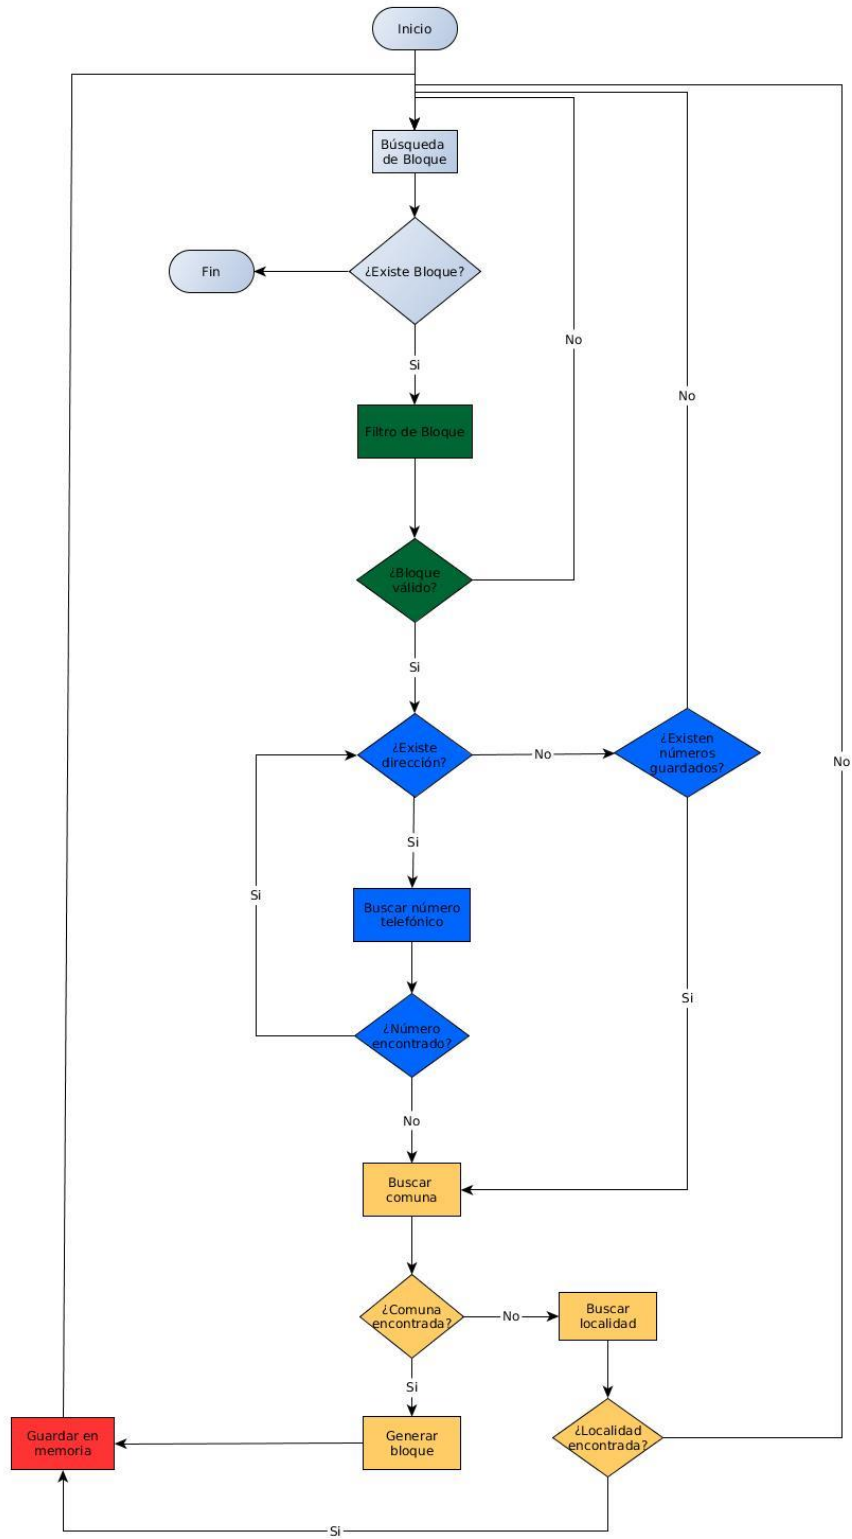 Inicio
Búsqueda
de Bloque
¿Existe Bloque?
Fin
No
Si
No
Filtro de Bloque
¿Bloque
válido?
Si
¿Existe
dirección?
No
¿Existen
números
guardados?
No
Si
Si
Buscar número
telefónico
Si
¿Número
encontrado?
No
Buscar
comuna
¿Comuna
encontrada?
No
Buscar
localidad
Si
Guardar en
memoria
Generar
bloque
¿Localidad
encontrada?
Si